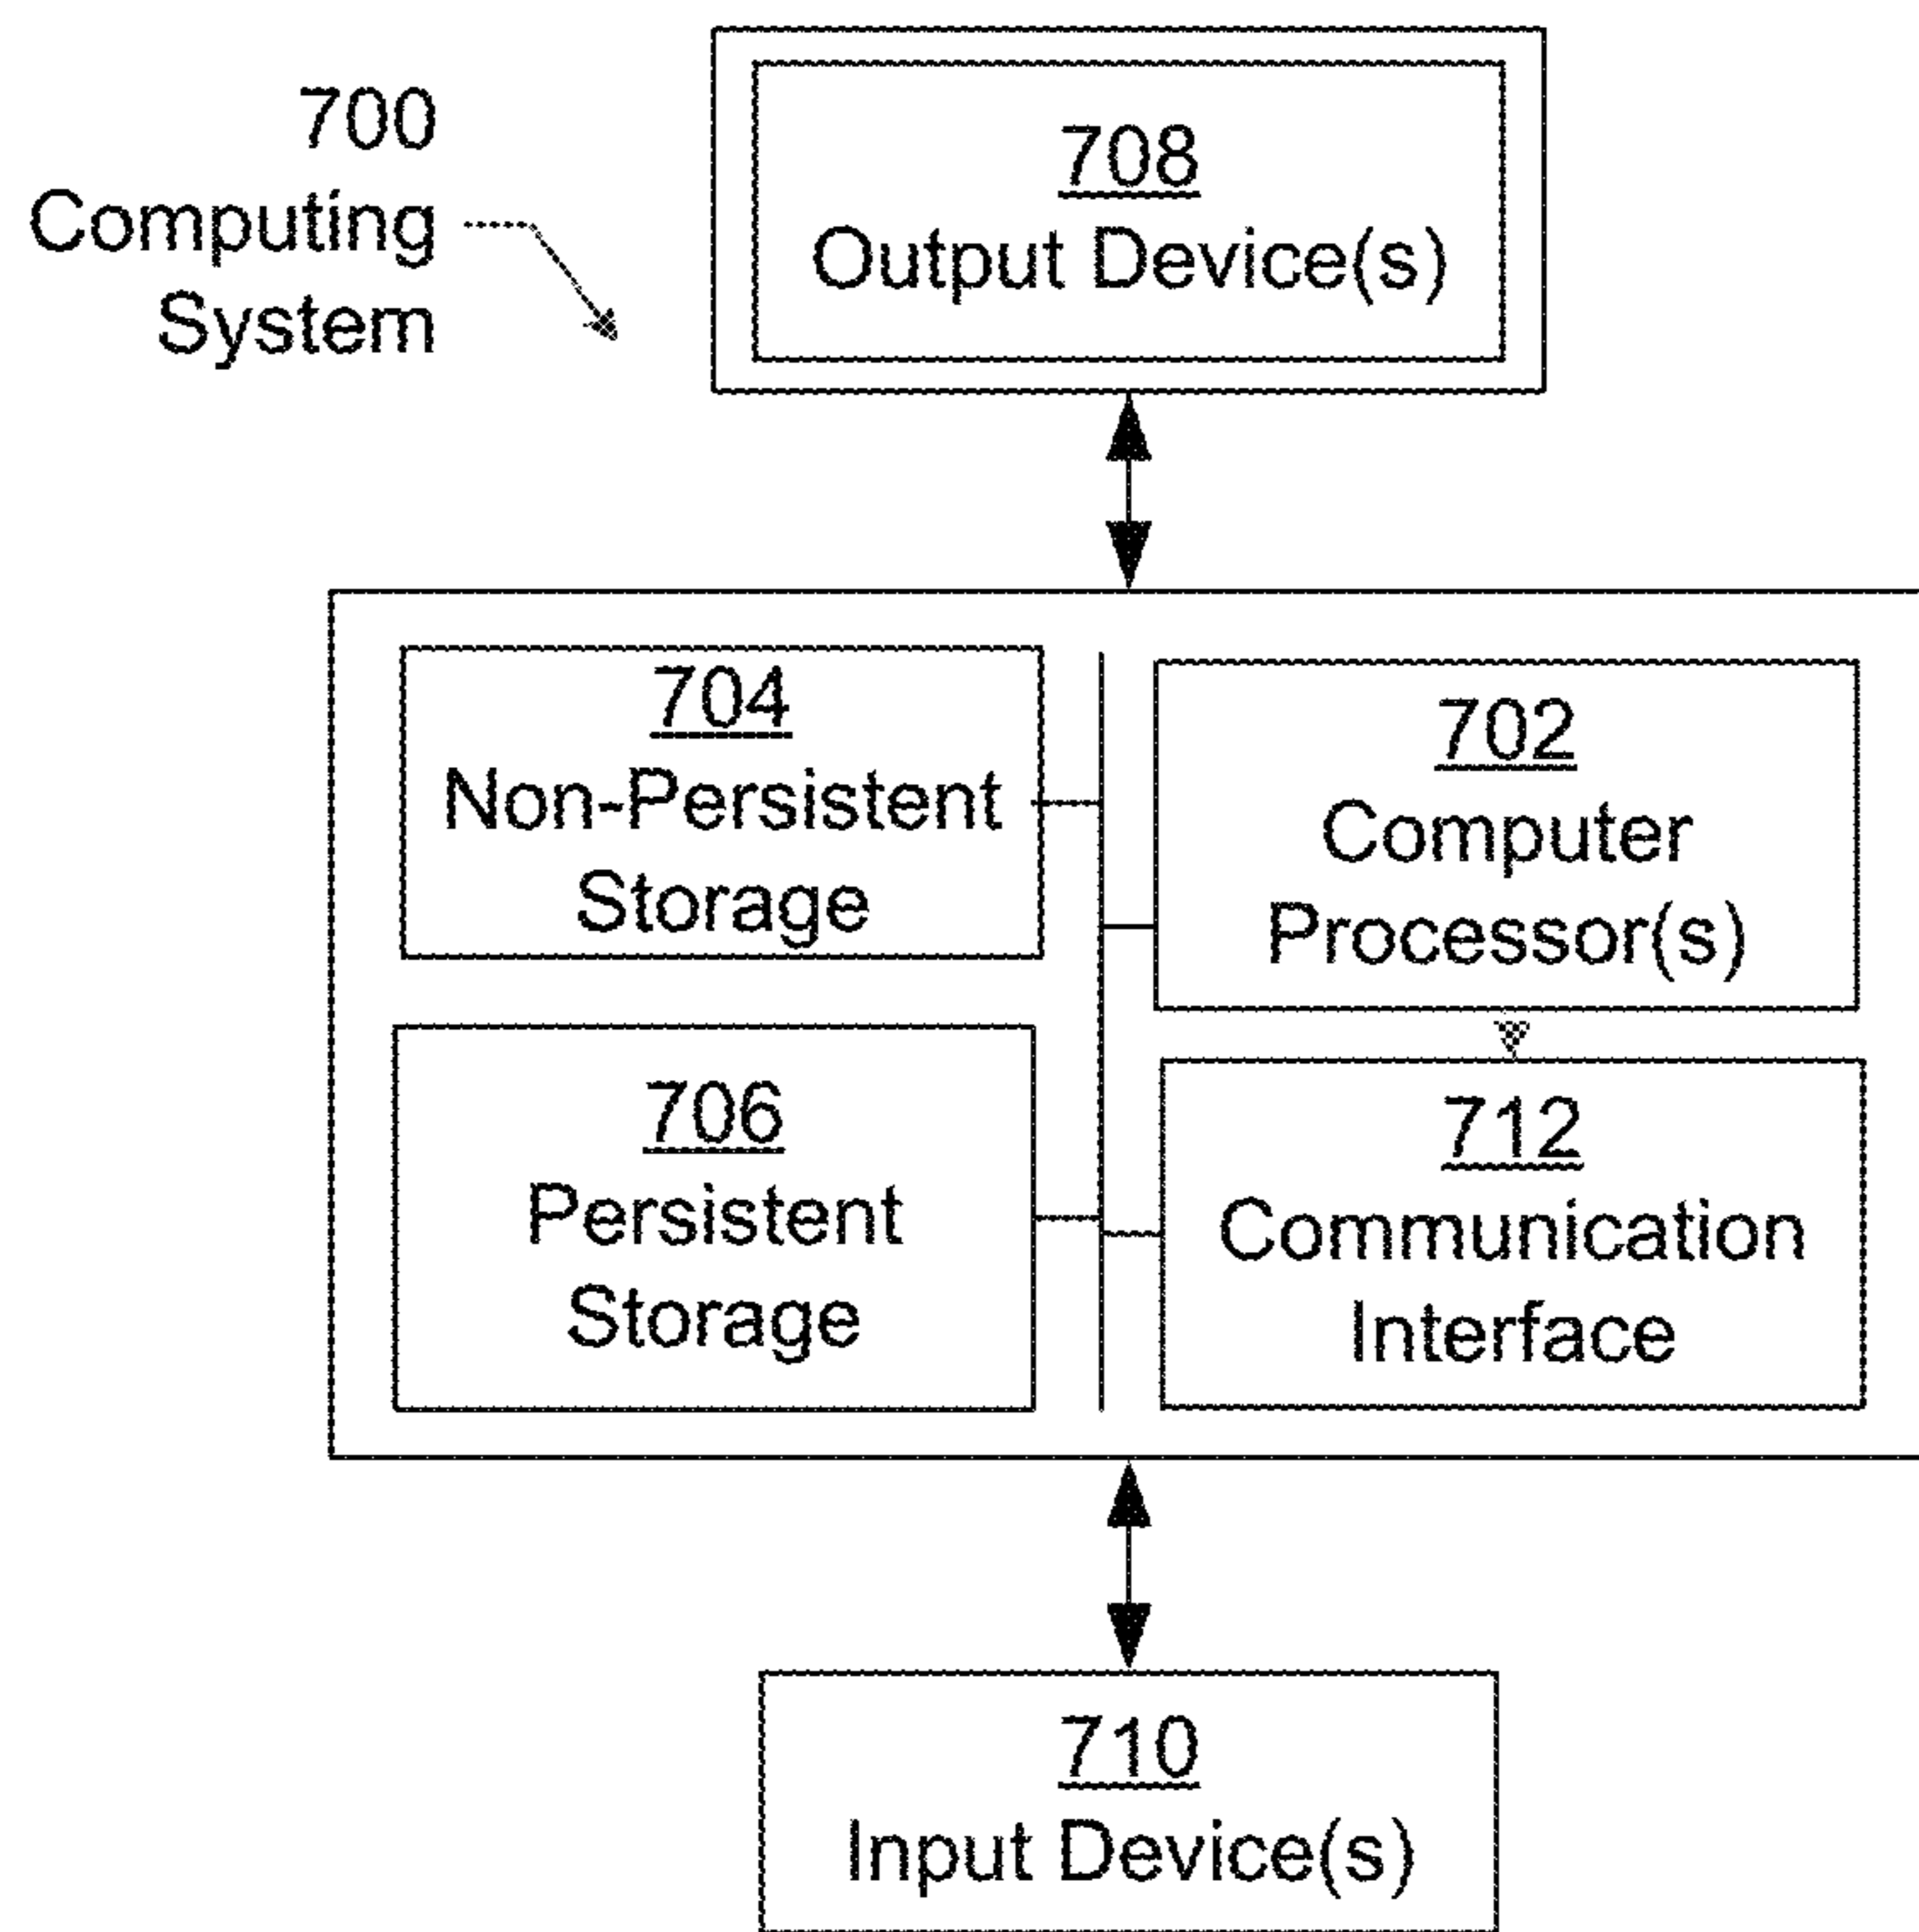 700
Computing
System
708
Output Device(s)
704
Non-Persistent
Storage
702
Computer
Processor(s)
706
Persistent
Storage
712
Communication
Interface
710
Input Device(s)